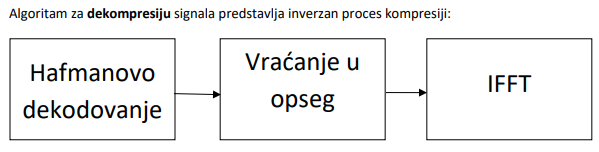 Algoritam za dekompresiju signala predstavlja inverzan proces kompresiji:
Hafmanovo
dekodovanje
Vraćanje u
opseg
IFFT